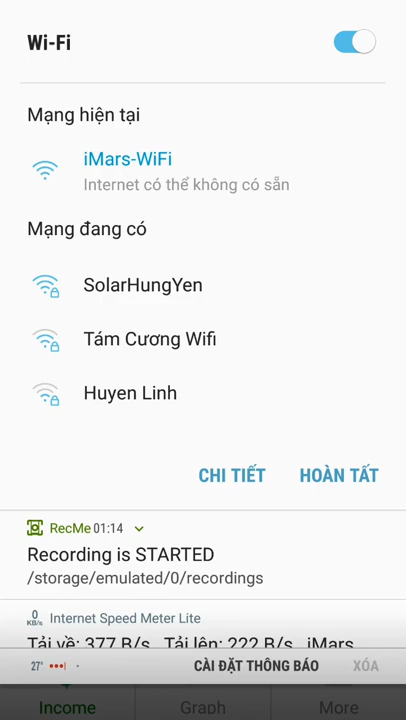 Wi-Fi
Mạng hiện tại
iMars-WiFi
Internet có thể không có sẵn
Mạng đang có
SolarHungYen
Tám Cương Wifi
Huyen Linh
CHI TIẾT HOÀN TẤT
RecMe 01:14
Recording is STARTED
/storage/emulated/0/recordings
0 KB/s Internet Speed Meter Lite
Tải về: 377 B/s Tải lên: 222 B/s iMars
27° CÀI ĐẶT THÔNG BÁO XÓA
Income Graph More